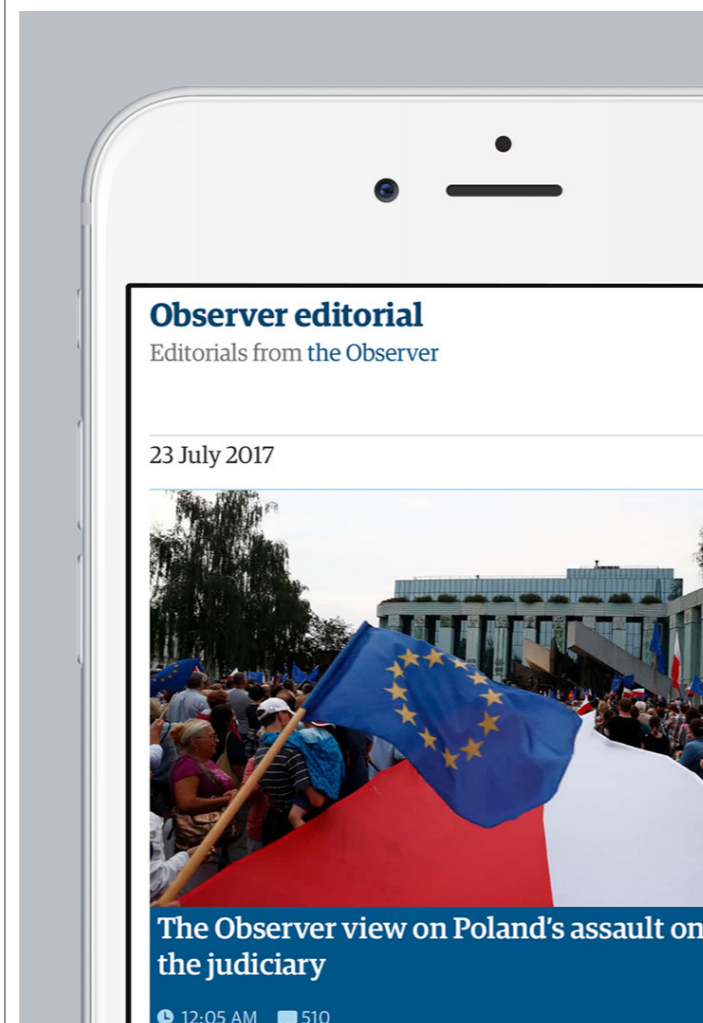 Observer editorial
Editorials from the Observer
23 July 2017
The Observer view on Poland's assault on
the judiciary
12:05 AM 510